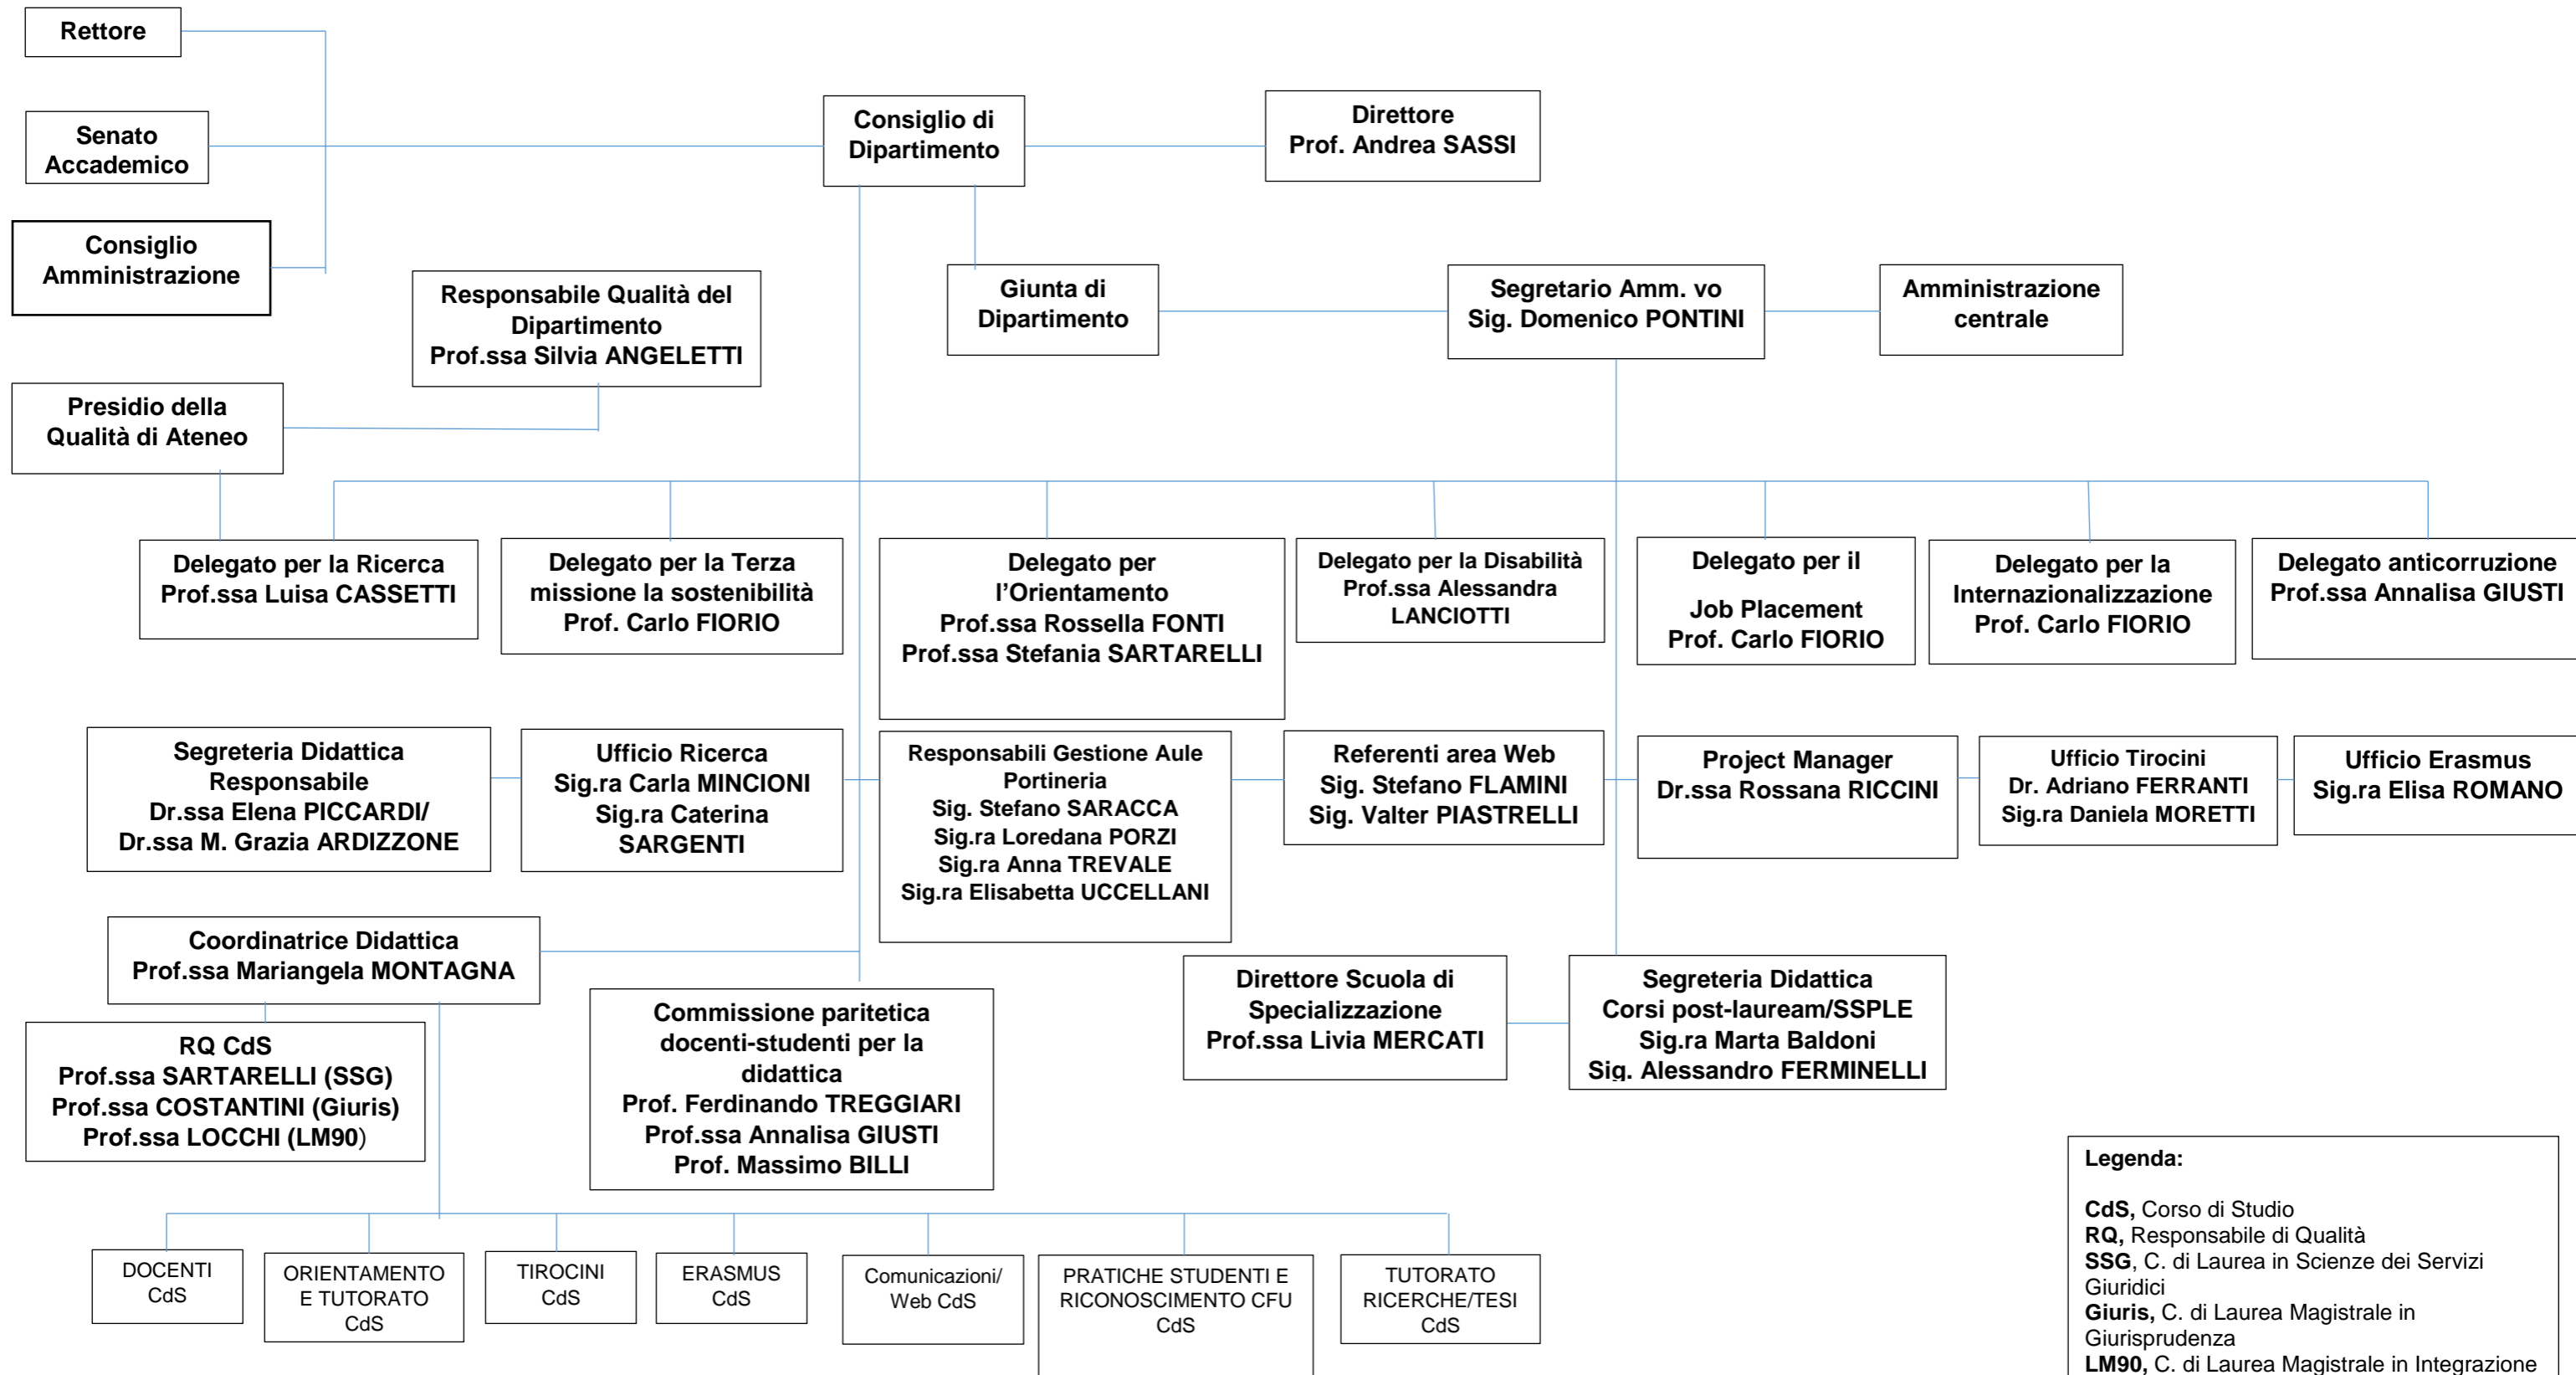 Rettore
Senato
Accademico
Consiglio
Amministrazione
Consiglio di
Dipartimento
Direttore
Prof. Andrea SASSI
Responsabile Qualità del
Dipartimento
Prof.ssa Silvia ANGELETTI
Giunta di
Dipartimento
Segretario Amm. vo
Sig. Domenico PONTINI
Amministrazione
centrale
Presidio della
Qualità di Ateneo
Delegato per la Ricerca
Prof.ssa Luisa CASSETTI
Delegato per la Terza
missione la sostenibilità
Prof. Carlo FIORIO
Delegato per
l'Orientamento
Prof.ssa Rossella FONTI
Prof.ssa Stefania SARTARELLI
Delegato per la Disabilità
Prof.ssa Alessandra
LANCIOTTI
Delegato per il
Job Placement
Prof. Carlo FIORIO
Delegato per la
Internazionalizzazione
Prof. Carlo FIORIO
Delegato anticorruzione
Prof.ssa Annalisa GIUSTI
Segreteria Didattica
Responsabile
Dr.ssa Elena PICCARDI/
Dr.ssa M. Grazia ARDIZZONE
Ufficio Ricerca
Sig.ra Carla MINCIONI
Sig.ra Caterina
SARGENTI
Responsabili Gestione Aule
Portineria
Sig. Stefano SARACCA
Sig.ra Loredana PORZI
Sig.ra Anna TREVALE
Sig.ra Elisabetta UCCELLANI
Referenti area Web
Sig. Stefano FLAMINI
Sig. Valter PIASTRELLI
Project Manager
Dr.ssa Rossana RICCINI
Ufficio Tirocini
Dr. Adriano FERRANTI
Sig.ra Daniela MORETTI
Ufficio Erasmus
Sig.ra Elisa ROMANO
Coordinatrice Didattica
Prof.ssa Mariangela MONTAGNA
RQ CdS
Prof.ssa SARTARELLI (SSG)
Prof.ssa COSTANTINI (Giuris)
Prof.ssa LOCCHI (LM90)
Commissione paritetica
docenti-studenti per la
didattica
Prof. Ferdinando TREGGIARI
Prof.ssa Annalisa GIUSTI
Prof. Massimo BILLI
Direttore Scuola di
Specializzazione
Prof.ssa Livia MERCATI
Segreteria Didattica
Corsi post-lauream/SSPLE
Sig.ra Marta Baldoni
Sig. Alessandro FERMINELLI
DOCENTI
CdS
ORIENTAMENTO
E TUTORATO
CdS
TIROCINI
CdS
ERASMUS
CdS
Comunicazioni/
Web CdS
PRATICHE STUDENTI E
RICONOSCIMENTO CFU
CdS
TUTORATO
RICERCHE/TESI
CdS
Legenda:
CdS, Corso di Studio
RQ, Responsabile di Qualità
SSG, C. di Laurea in Scienze dei Servizi
Giuridici
Giuris, C. di Laurea Magistrale in
Giurisprudenza
LM90, C. di Laurea Magistrale in Integrazione